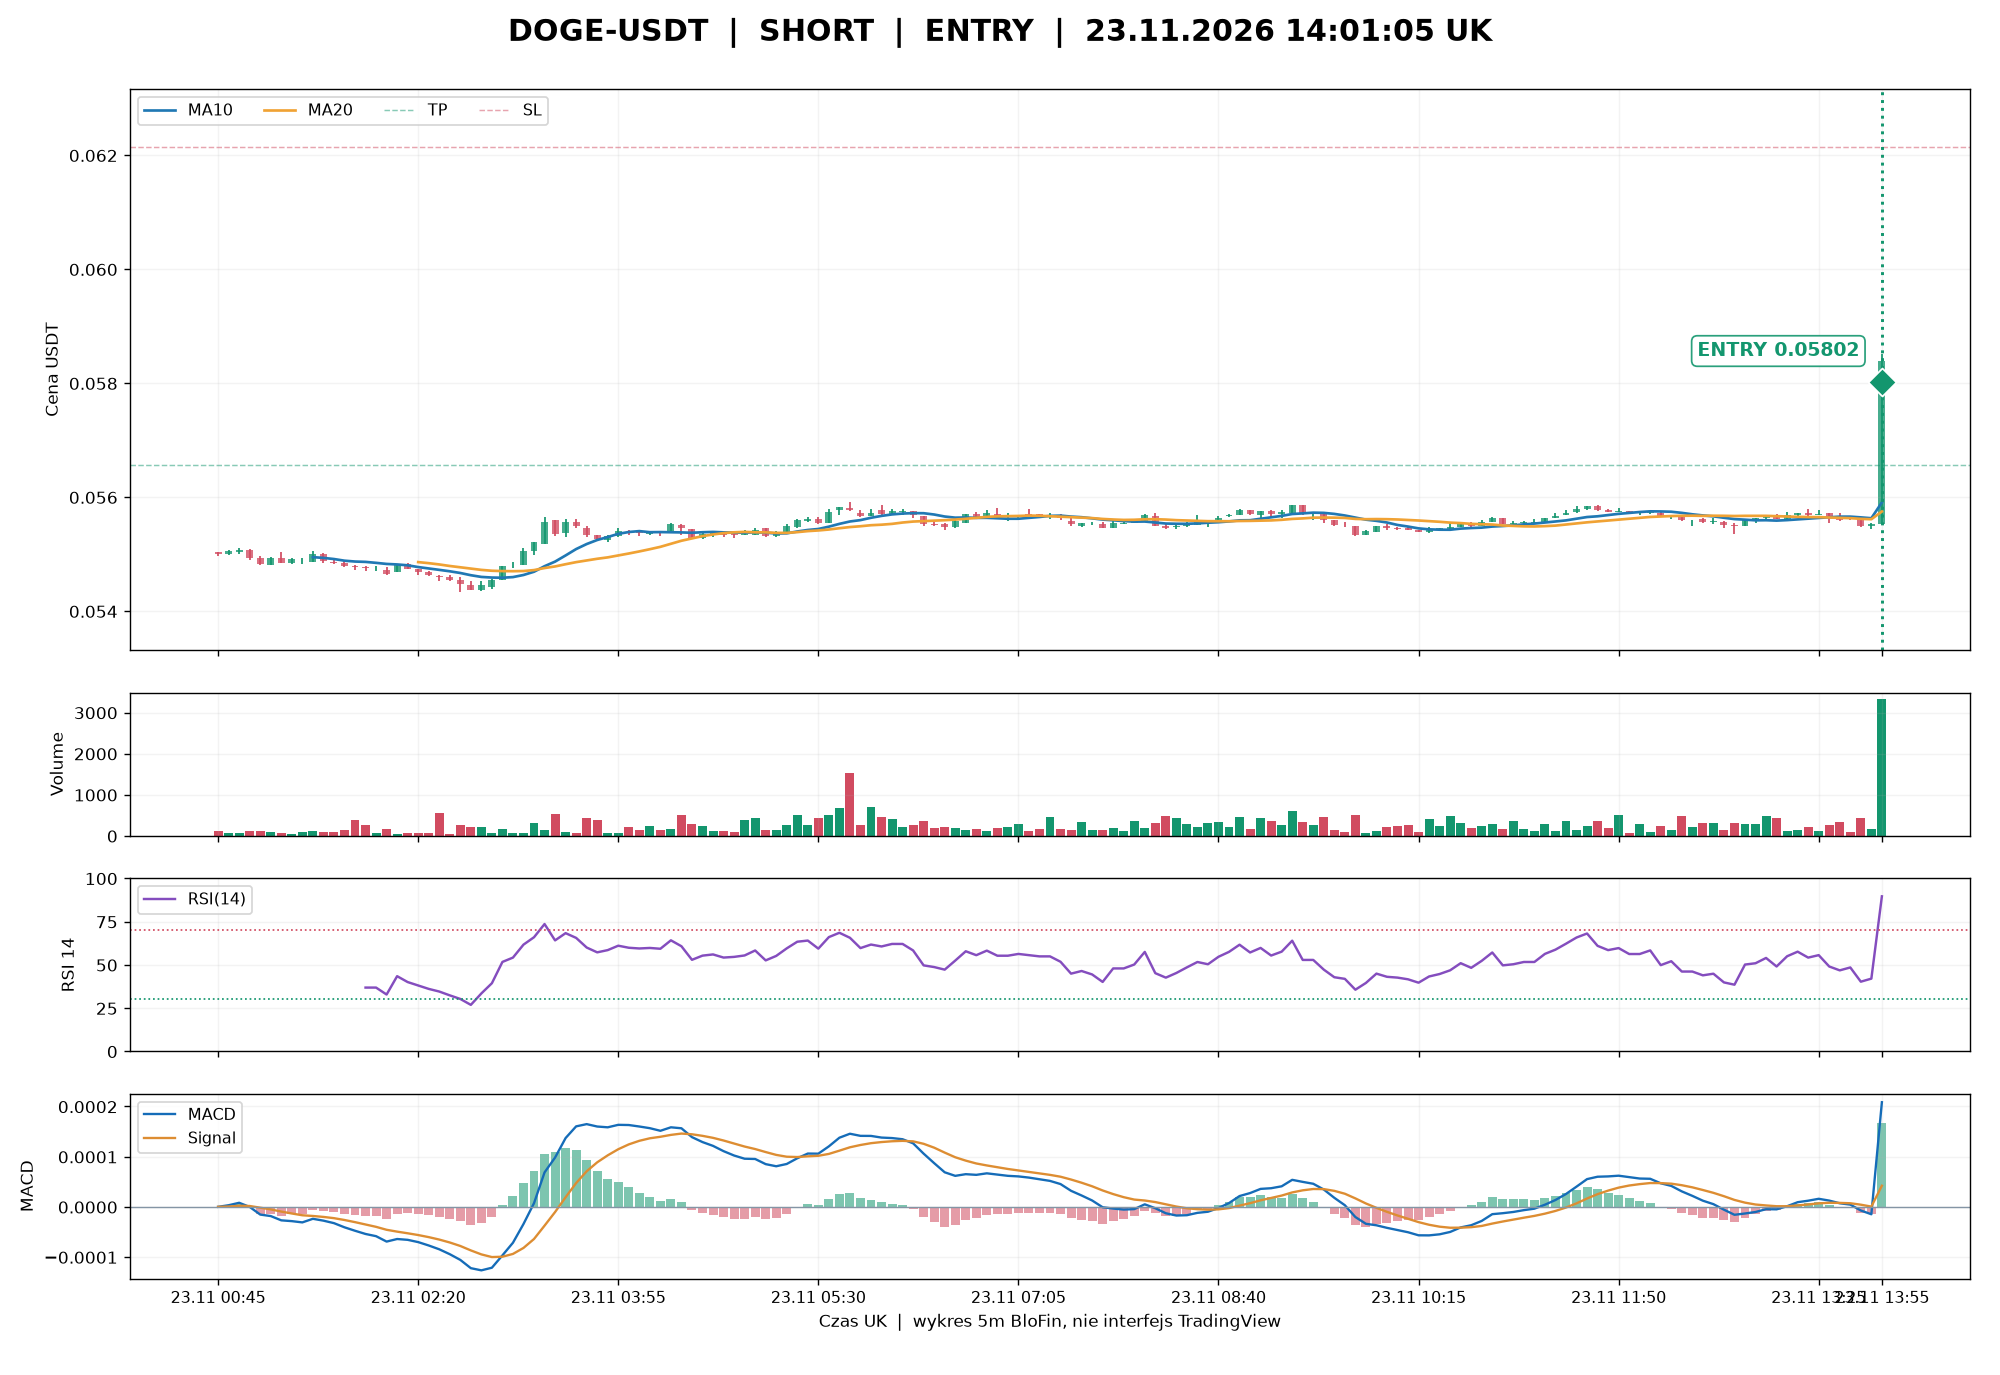 DOGE-USDT | SHORT | ENTRY | 23.11.2026 14:01:05 UK
MA10 MA20 TP SL
0.062
0.060
0.058
0.056
0.054
Cena USDT
ENTRY 0.05802
3000
2000
1000
0
Volume
RSI(14)
100
75
50
25
0
RSI 14
MACD
Signal
0.0002
0.0001
0.0000
−0.0001
MACD
23.11 00:45 23.11 02:20 23.11 03:55 23.11 05:30 23.11 07:05 23.11 08:40 23.11 10:15 23.11 11:50 23.11 13:25 23.11 13:55
Czas UK | wykres 5m BloFin, nie interfejs TradingView